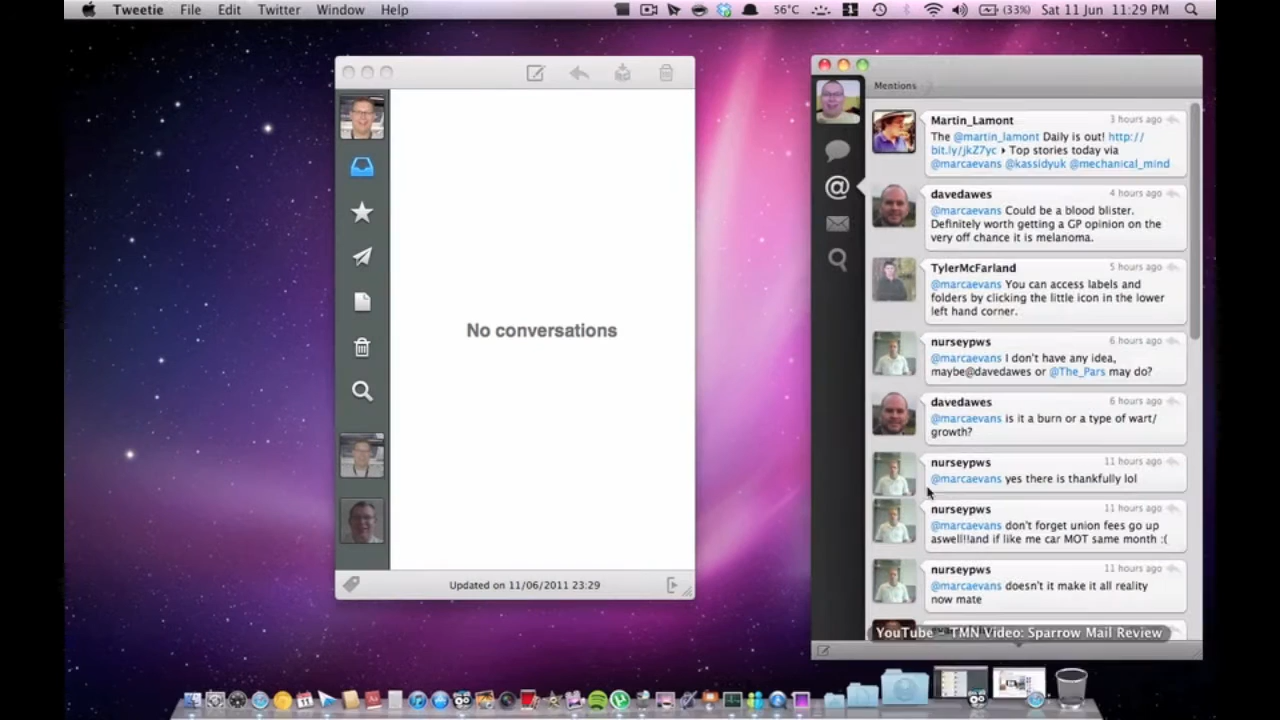 Tweetie File Edit Twitter Window Help 56°C 1 (33%) Sat 11 Jun 11:29 PM
No conversations
Updated on 11/06/2011 23:29
Mentions
Martin_Lamont 3 hours ago
The @martin_lamont Daily is out! http://
bit.ly/jkZ7yc ▸ Top stories today via
@marcaevans @kassidyuk @mechanical_mind
davedawes 4 hours ago
@marcaevans Could be a blood blister.
Definitely worth getting a GP opinion on the
very off chance it is melanoma.
TylerMcFarland 5 hours ago
@marcaevans You can access labels and
folders by clicking the little icon in the lower
left hand corner.
nurseypws 6 hours ago
@marcaevans I don't have any idea,
maybe@davedawes or @The_Pars may do?
davedawes 6 hours ago
@marcaevans is it a burn or a type of wart/
growth?
nurseypws 11 hours ago
@marcaevans yes there is thankfully lol
nurseypws 11 hours ago
@marcaevans don't forget union fees go up
aswell!!and if like me car MOT same month :(
nurseypws 11 hours ago
@marcaevans doesn't it make it all reality
now mate
YouTube - TMN Video: Sparrow Mail Review